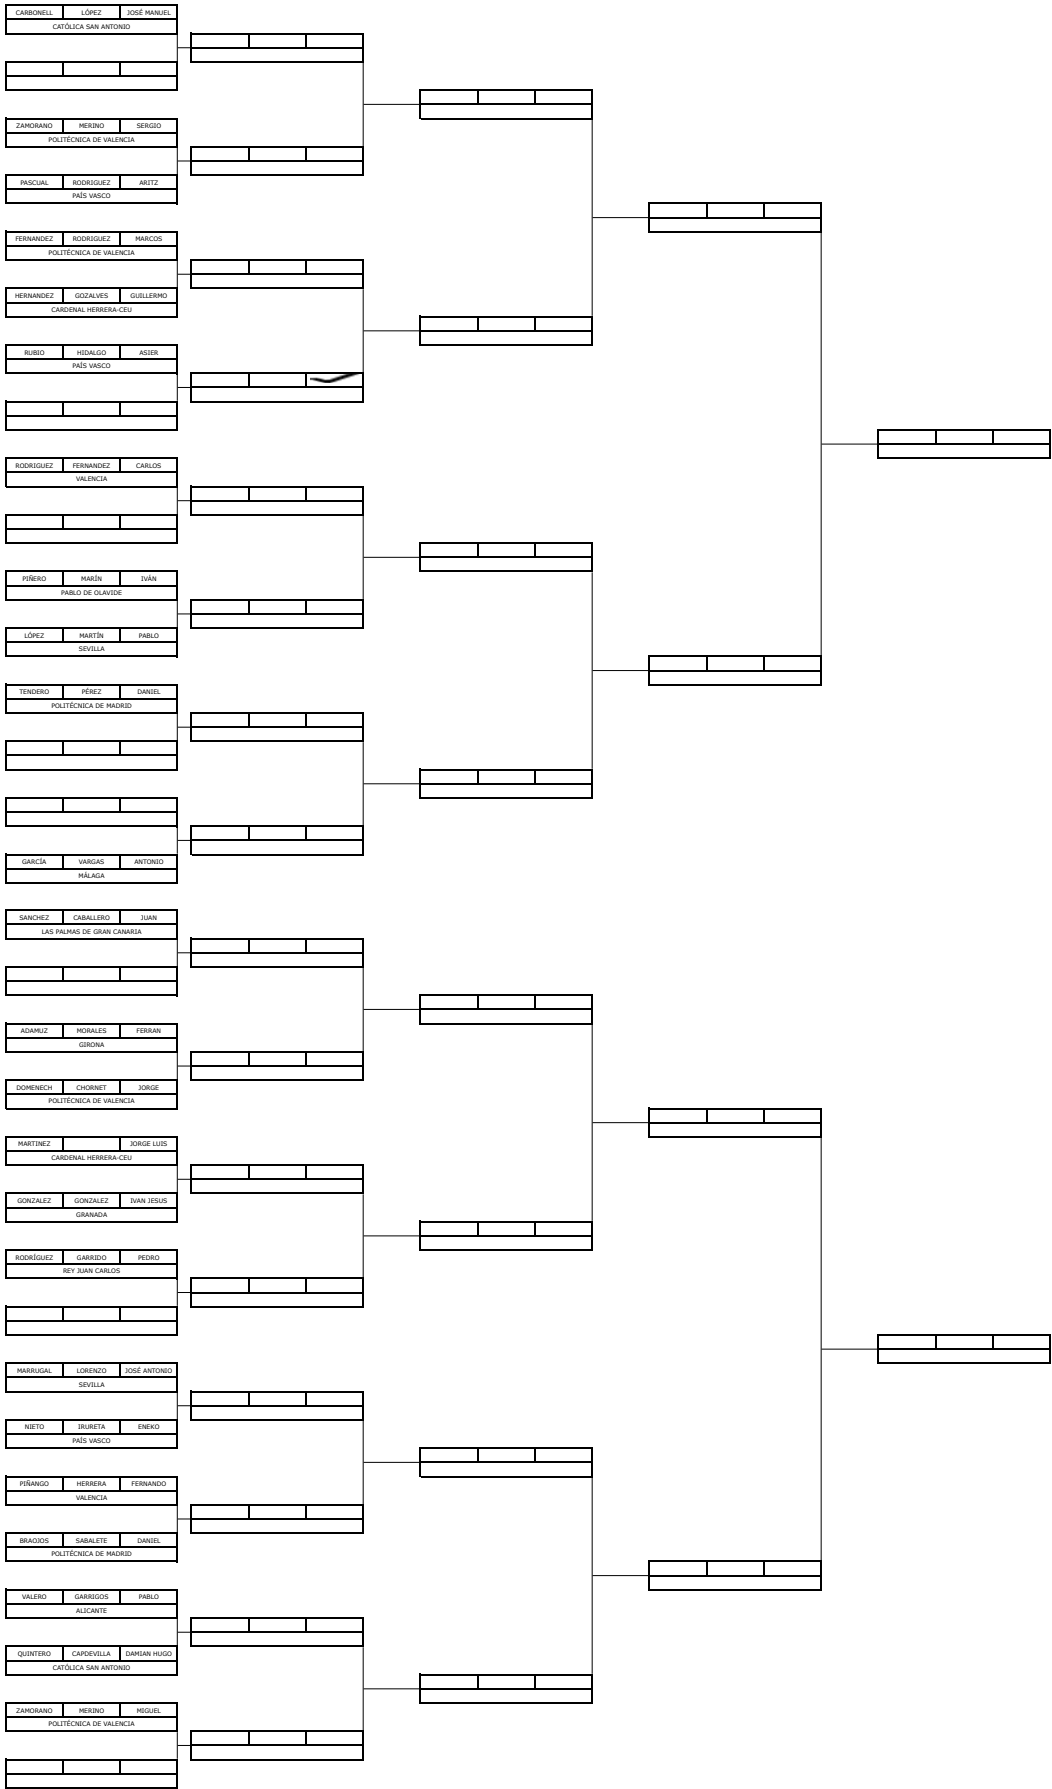 CARBONELL LÓPEZ JOSÉ MANUEL
CATÓLICA SAN ANTONIO
ZAMORANO MERINO SERGIO
POLITÉCNICA DE VALENCIA
PASCUAL RODRIGUEZ ARITZ
PAÍS VASCO
FERNANDEZ RODRIGUEZ MARCOS
POLITÉCNICA DE VALENCIA
HERNANDEZ GOZALVES GUILLERMO
CARDENAL HERRERA-CEU
RUBIO HIDALGO ASIER
PAÍS VASCO
RODRIGUEZ FERNANDEZ CARLOS
VALENCIA
PIÑERO MARÍN IVÁN
PABLO DE OLAVIDE
LÓPEZ MARTÍN PABLO
SEVILLA
TENDERO PÉREZ DANIEL
POLITÉCNICA DE MADRID
GARCÍA VARGAS ANTONIO
MÁLAGA
SANCHEZ CABALLERO JUAN
LAS PALMAS DE GRAN CANARIA
ADAMUZ MORALES FERRAN
GIRONA
DOMENECH CHORNET JORGE
POLITÉCNICA DE VALENCIA
MARTINEZ JORGE LUIS
CARDENAL HERRERA-CEU
GONZALEZ GONZALEZ IVAN JESUS
GRANADA
RODRÍGUEZ GARRIDO PEDRO
REY JUAN CARLOS
MARRUGAL LORENZO JOSÉ ANTONIO
SEVILLA
NIETO IRURETA ENEKO
PAÍS VASCO
PIÑANGO HERRERA FERNANDO
VALENCIA
BRAOJOS SABALETE DANIEL
POLITÉCNICA DE MADRID
VALERO GARRIGOS PABLO
ALICANTE
QUINTERO CAPDEVILLA DAMIAN HUGO
CATÓLICA SAN ANTONIO
ZAMORANO MERINO MIGUEL
POLITÉCNICA DE VALENCIA